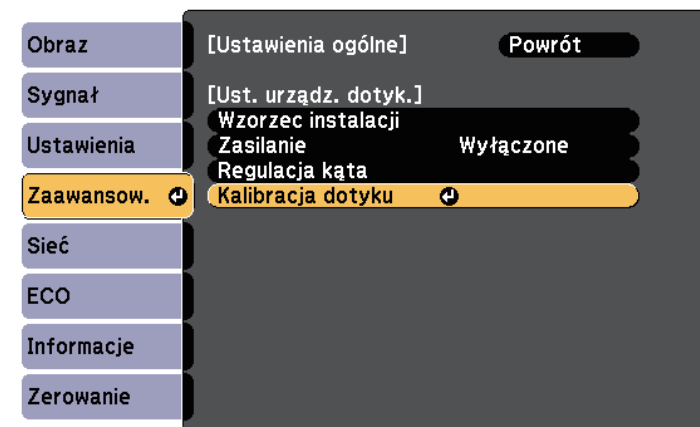 Obraz
Sygnał
Ustawienia
Zaawansow.
Sieć
ECO
Informacje
Zerowanie
[Ustawienia ogólne] Powrót
[Ust. urządz. dotyk.]
Wzorzec instalacji
Zasilanie Wyłączone
Regulacja kąta
Kalibracja dotyku